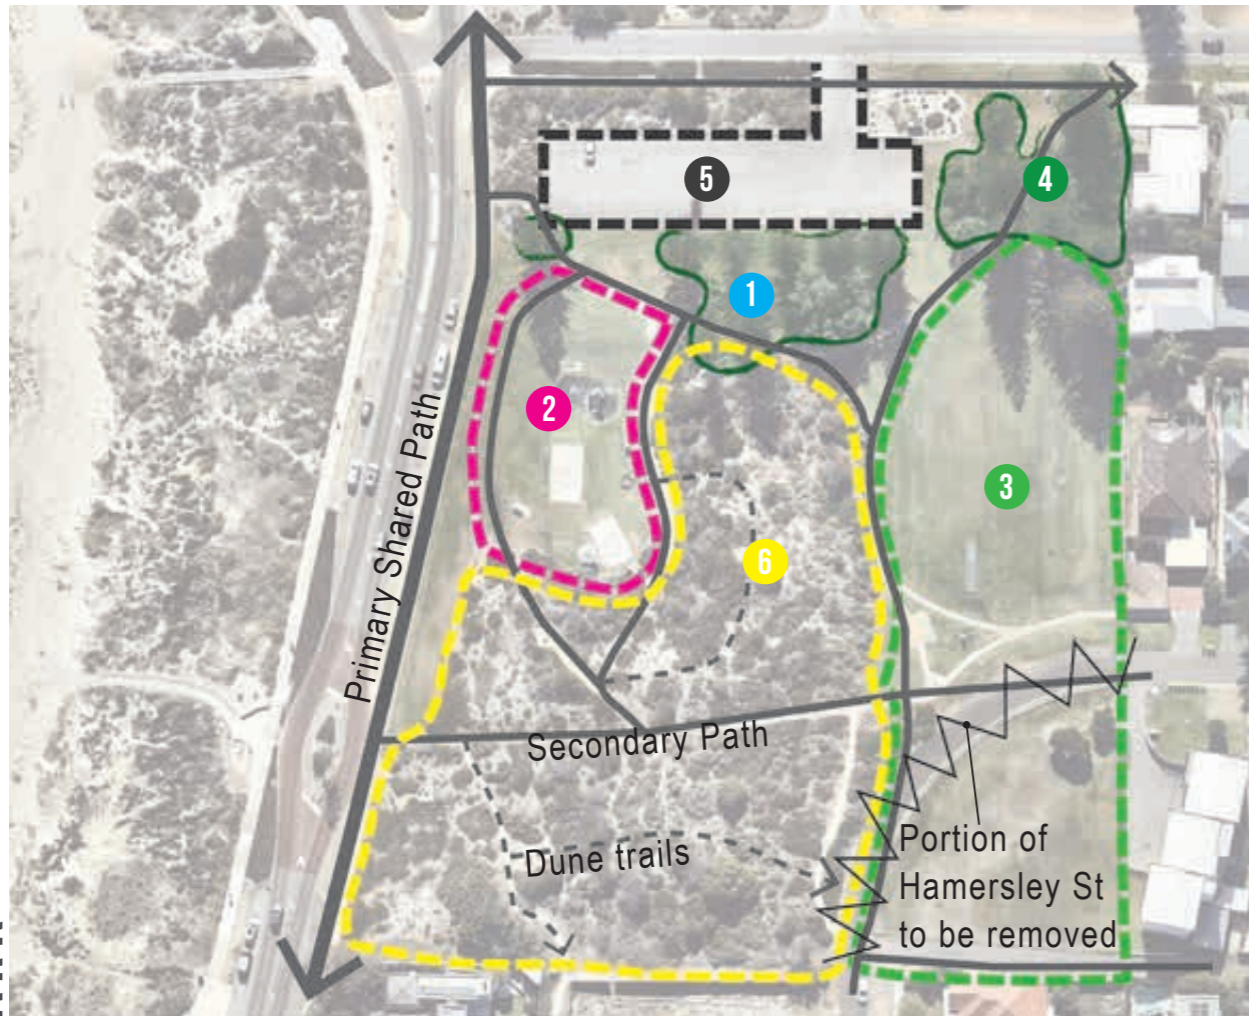 5
4
1
2
3
6
Primary Shared Path
Secondary Path
Dune trails
Portion of
Hamersley St
to be removed